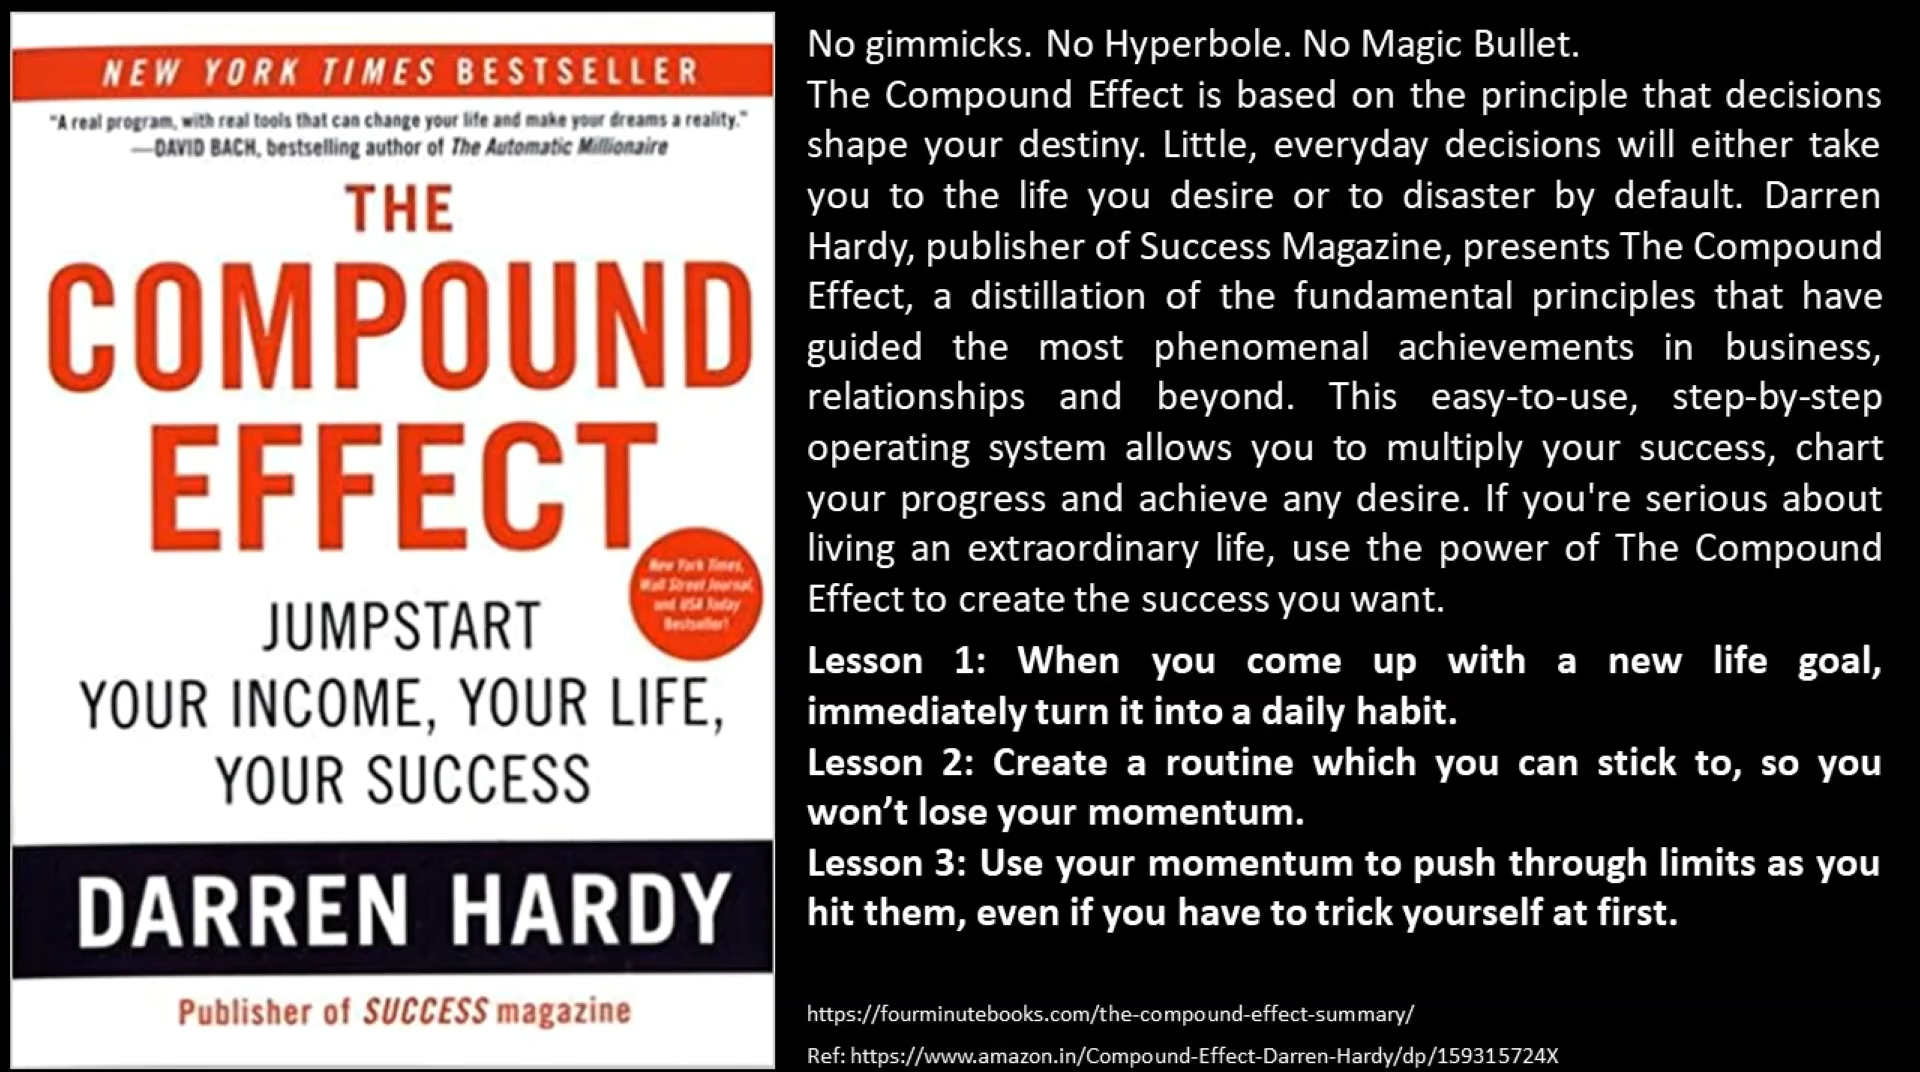 NEW YORK TIMES BESTSELLER
"A real program, with real tools that can change your life and make your dreams a reality."
—DAVID BACH, bestselling author of The Automatic Millionaire
THE
COMPOUND
EFFECT
New York Times,
Wall Street Journal,
and USA Today
Bestseller!
JUMPSTART
YOUR INCOME, YOUR LIFE,
YOUR SUCCESS
DARREN HARDY
Publisher of SUCCESS magazine
No gimmicks. No Hyperbole. No Magic Bullet.
The Compound Effect is based on the principle that decisions
shape your destiny. Little, everyday decisions will either take
you to the life you desire or to disaster by default. Darren
Hardy, publisher of Success Magazine, presents The Compound
Effect, a distillation of the fundamental principles that have
guided the most phenomenal achievements in business,
relationships and beyond. This easy-to-use, step-by-step
operating system allows you to multiply your success, chart
your progress and achieve any desire. If you're serious about
living an extraordinary life, use the power of The Compound
Effect to create the success you want.
Lesson 1: When you come up with a new life goal,
immediately turn it into a daily habit.
Lesson 2: Create a routine which you can stick to, so you
won’t lose your momentum.
Lesson 3: Use your momentum to push through limits as you
hit them, even if you have to trick yourself at first.
https://fourminutebooks.com/the-compound-effect-summary/
Ref: https://www.amazon.in/Compound-Effect-Darren-Hardy/dp/159315724X